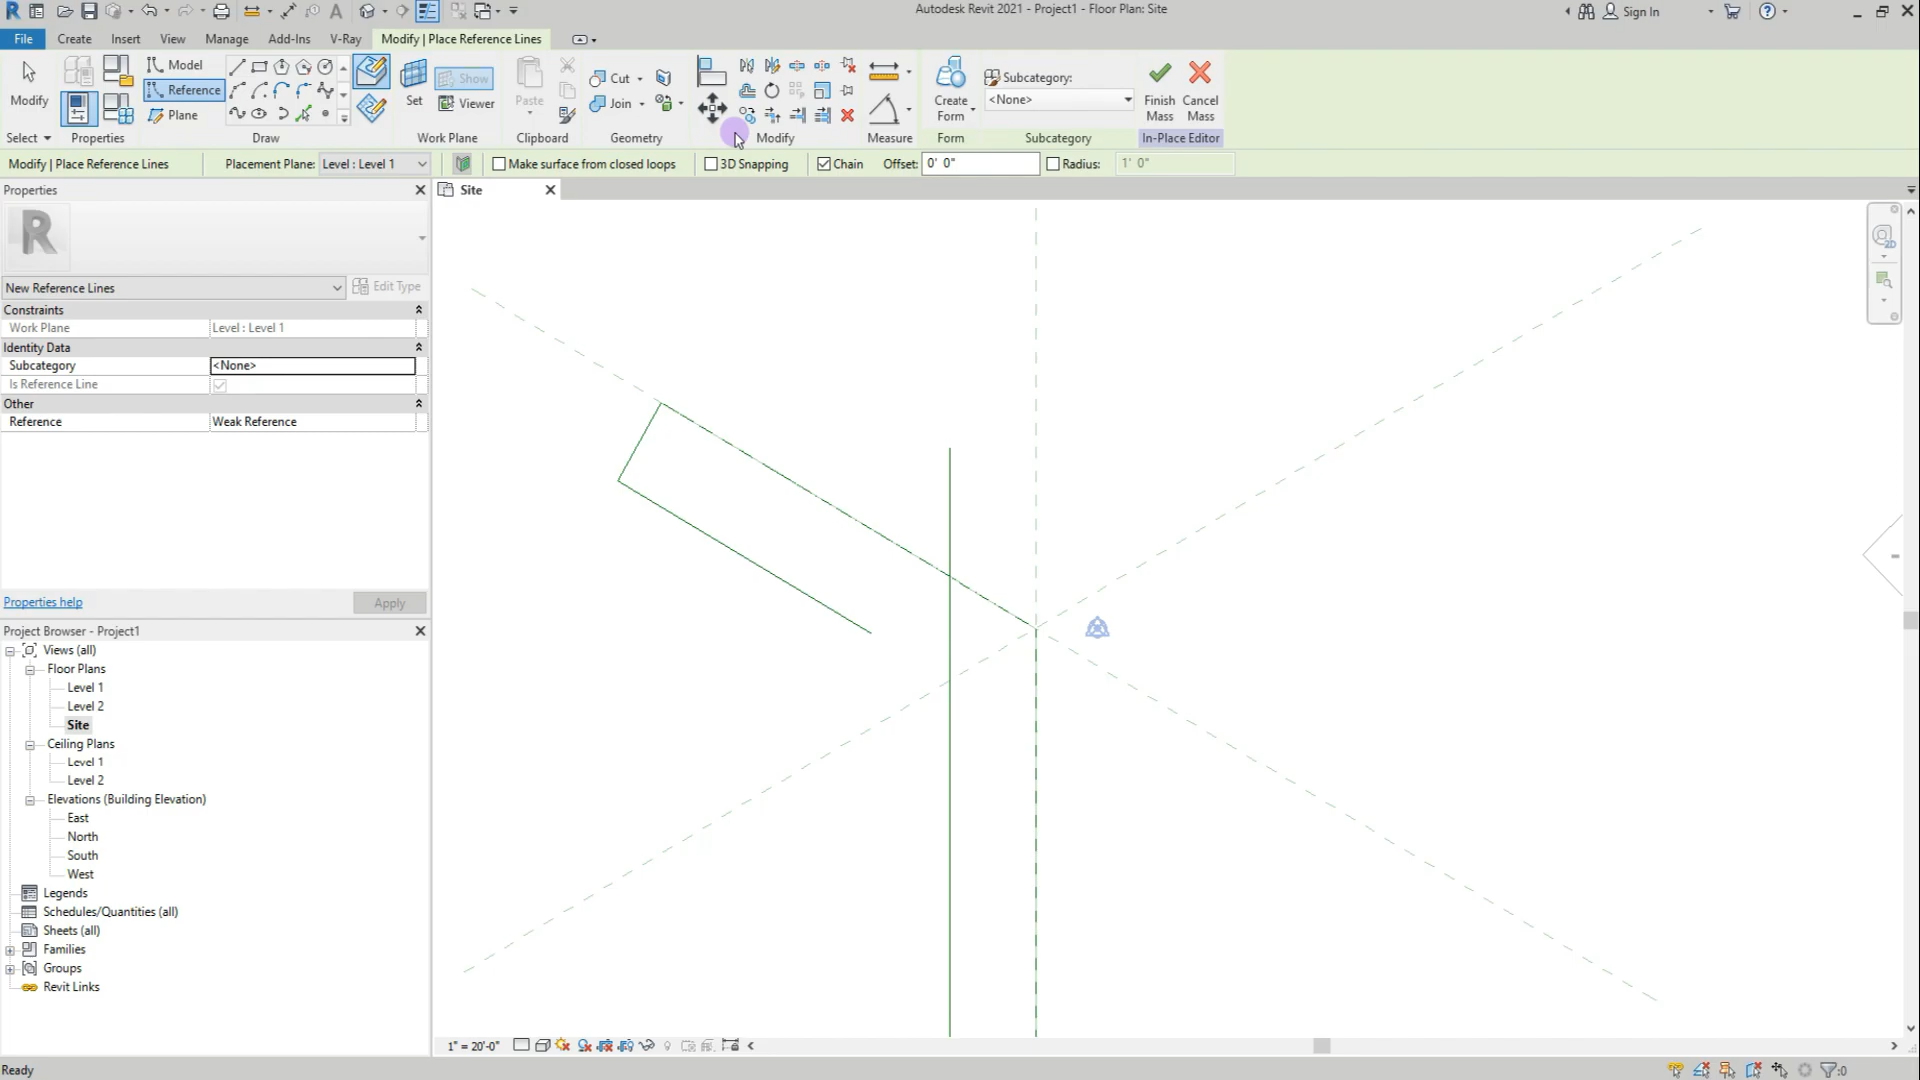 Autodesk Revit 2021 - Project1 - Floor Plan: Site
Sign In
File
Create
Insert
View
Manage
Add-Ins
V-Ray
Modify | Place Reference Lines
Modify
Model
Reference
Plane
Set
Show
Viewer
Paste
Cut
Join
Create Form
Subcategory:
<None>
Finish Mass
Cancel Mass
Select
Properties
Draw
Work Plane
Clipboard
Geometry
Modify
Measure
Form
Subcategory
In-Place Editor
Modify | Place Reference Lines
Placement Plane:
Level : Level 1
Make surface from closed loops
3D Snapping
Chain
Offset:
0' 0"
Radius:
1' 0"
Properties
Site
R
New Reference Lines
Edit Type
Constraints
Work Plane
Level : Level 1
Identity Data
Subcategory
<None>
Is Reference Line
Other
Reference
Weak Reference
Properties help
Apply
Project Browser - Project1
Views (all)
Floor Plans
Level 1
Level 2
Site
Ceiling Plans
Level 1
Level 2
Elevations (Building Elevation)
East
North
South
West
Legends
Schedules/Quantities (all)
Sheets (all)
Families
Groups
Revit Links
1" = 20'-0"
Ready
:0